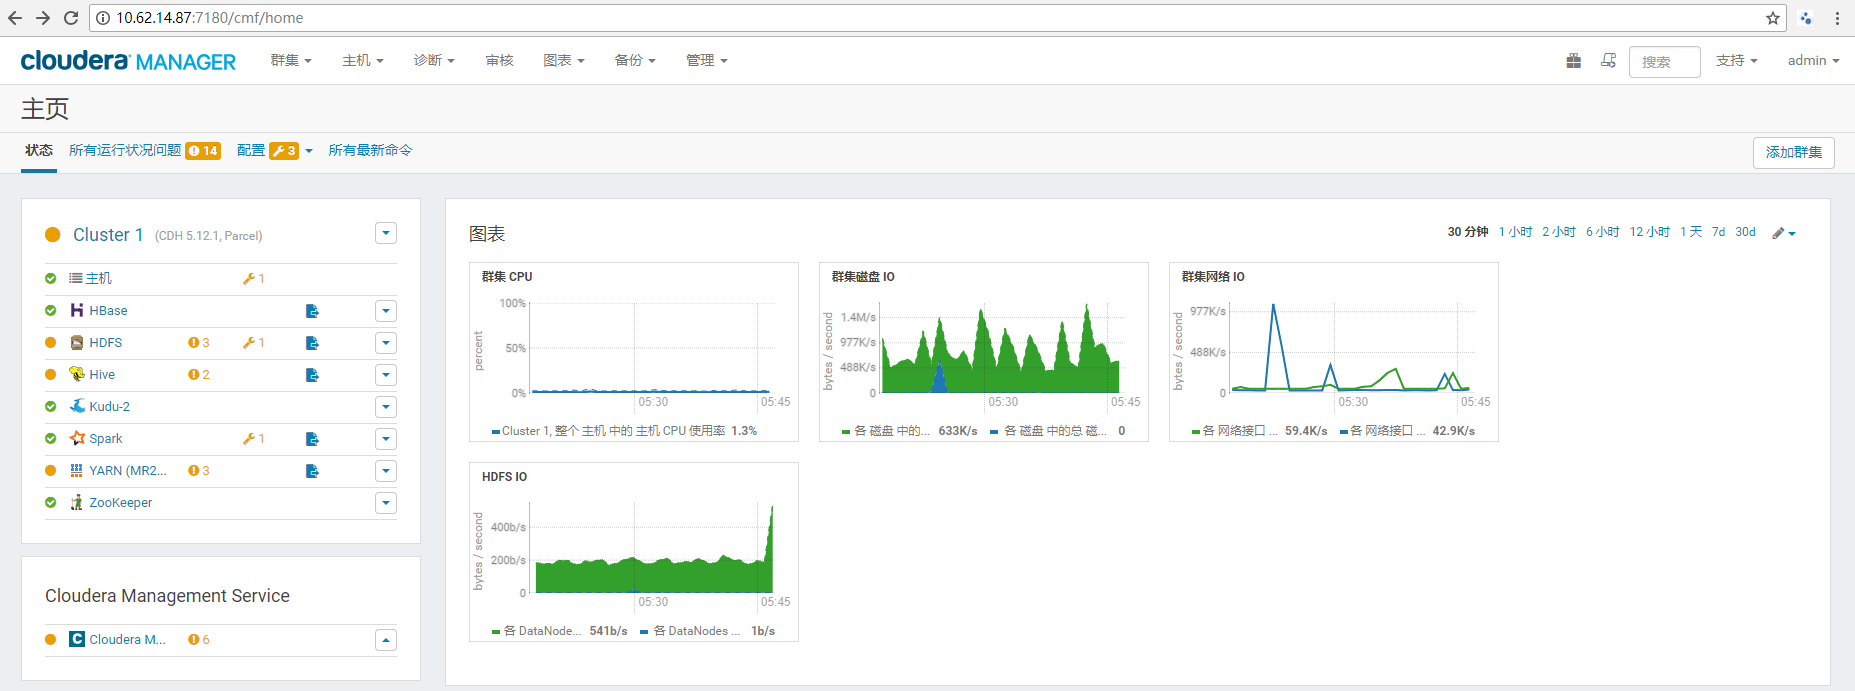 10.62.14.87:7180/cmf/home
cloudera MANAGER 群集 主机 诊断 审核 图表 备份 管理 搜索 支持 admin
主页
状态 所有运行状况问题 14 配置 3 所有最新命令 添加群集
Cluster 1 (CDH 5.12.1, Parcel)
主机 1
HBase
HDFS 3 1
Hive 2
Kudu-2
Spark 1
YARN (MR2... 3
ZooKeeper
Cloudera Management Service
C Cloudera M... 6
图表 30 分钟 1 小时 2 小时 6 小时 12 小时 1 天 7d 30d
群集 CPU
percent
100%
50%
0%
05:30 05:45
Cluster 1, 整个 主机 中的 主机 CPU 使用率 1.3%
群集磁盘 IO
bytes / second
1.4M/s
977K/s
488K/s
0
05:30 05:45
各 磁盘 中的... 633K/s 各 磁盘 中的总 磁... 0
群集网络 IO
bytes / second
977K/s
488K/s
0
05:30 05:45
各 网络接口 ... 59.4K/s 各 网络接口 ... 42.9K/s
HDFS IO
bytes / second
400b/s
200b/s
0
05:30 05:45
各 DataNode... 541b/s 各 DataNodes ... 1b/s